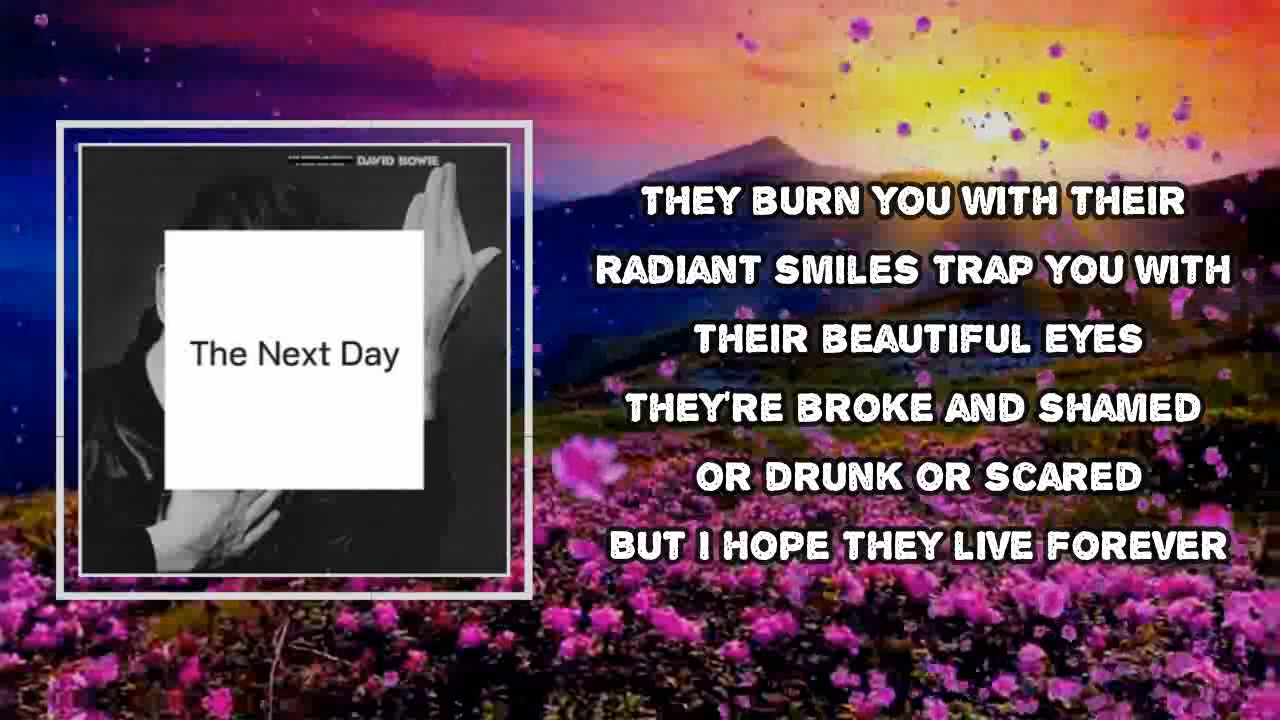 DAVID BOWIE
The Next Day
THEY BURN YOU WITH THEIR
RADIANT SMILES TRAP YOU WITH
THEIR BEAUTIFUL EYES
THEY'RE BROKE AND SHAMED
OR DRUNK OR SCARED
BUT I HOPE THEY LIVE FOREVER